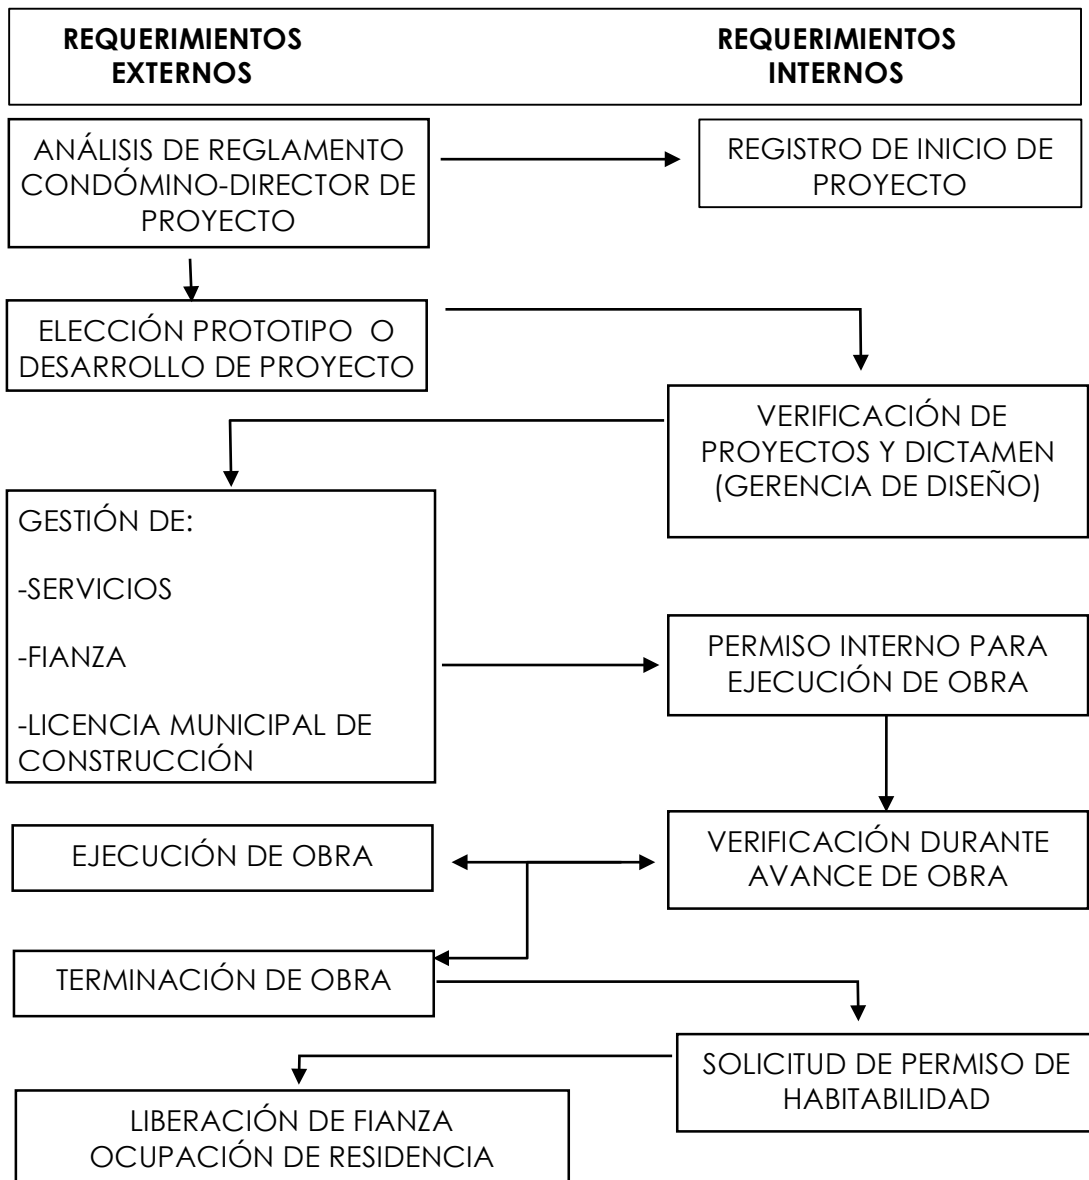 REQUERIMIENTOS
EXTERNOS
REQUERIMIENTOS
INTERNOS
ANÁLISIS DE REGLAMENTO
CONDÓMINO-DIRECTOR DE
PROYECTO
REGISTRO DE INICIO DE
PROYECTO
ELECCIÓN PROTOTIPO O
DESARROLLO DE PROYECTO
VERIFICACIÓN DE
PROYECTOS Y DICTAMEN
(GERENCIA DE DISEÑO)
GESTIÓN DE:
-SERVICIOS
-FIANZA
-LICENCIA MUNICIPAL DE
CONSTRUCCIÓN
PERMISO INTERNO PARA
EJECUCIÓN DE OBRA
EJECUCIÓN DE OBRA
VERIFICACIÓN DURANTE
AVANCE DE OBRA
TERMINACIÓN DE OBRA
SOLICITUD DE PERMISO DE
HABITABILIDAD
LIBERACIÓN DE FIANZA
OCUPACIÓN DE RESIDENCIA